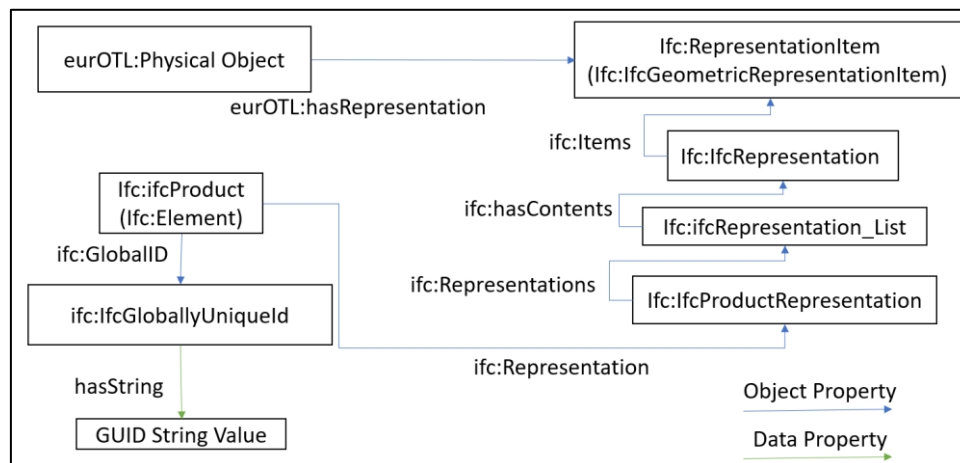 eurOTL:Physical Object
Ifc:RepresentationItem
(Ifc:IfcGeometricRepresentationItem)
eurOTL:hasRepresentation
ifc:Items
Ifc:IfcRepresentation
Ifc:ifcProduct
(Ifc:Element)
ifc:hasContents
Ifc:ifcRepresentation_List
ifc:GlobalID
ifc:Representations
Ifc:IfcProductRepresentation
ifc:IfcGloballyUniqueId
ifc:Representation
hasString
Object Property
GUID String Value
Data Property